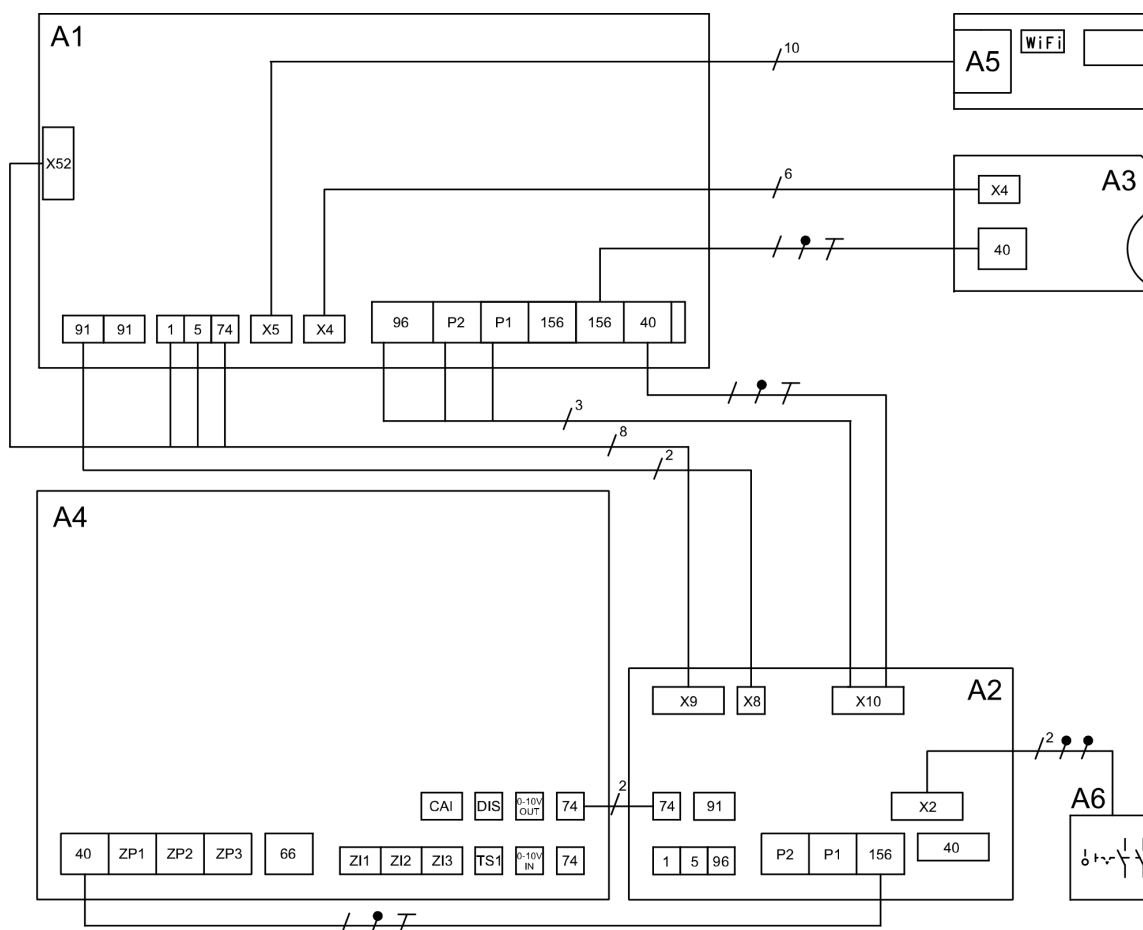 A1
10
A5
WiFi
X52
6
X4
A3
40
91 91 1 5 74 X5 X4 96 P2 P1 156 156 40
3
8
2
A4
A2
X9 X8 X10
2
2
CAI DIS 0-10V OUT 74 74 91 X2
A6
40 ZP1 ZP2 ZP3 66 ZI1 ZI2 ZI3 TS1 0-10V IN 74 1 5 96 P2 P1 156 40